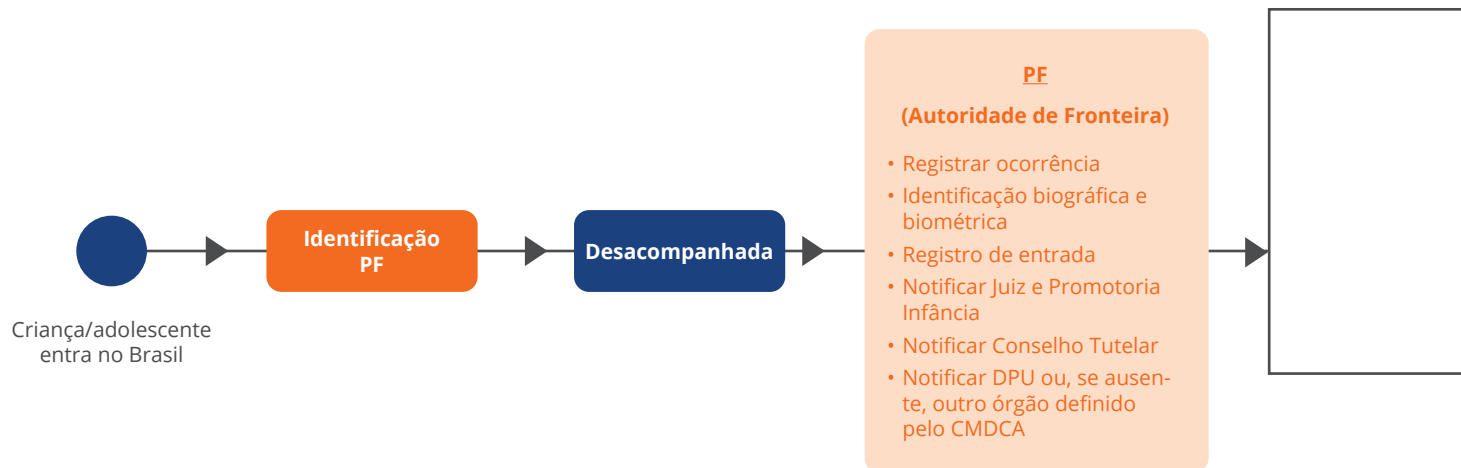 Criança/adolescente
entra no Brasil
Identificação
PF
Desacompanhada
PF
(Autoridade de Fronteira)
• Registrar ocorrência
• Identificação biográfica e
biométrica
• Registro de entrada
• Notificar Juiz e Promotoria
Infância
• Notificar Conselho Tutelar
• Notificar DPU ou, se ausen-
te, outro órgão definido
pelo CMDCA